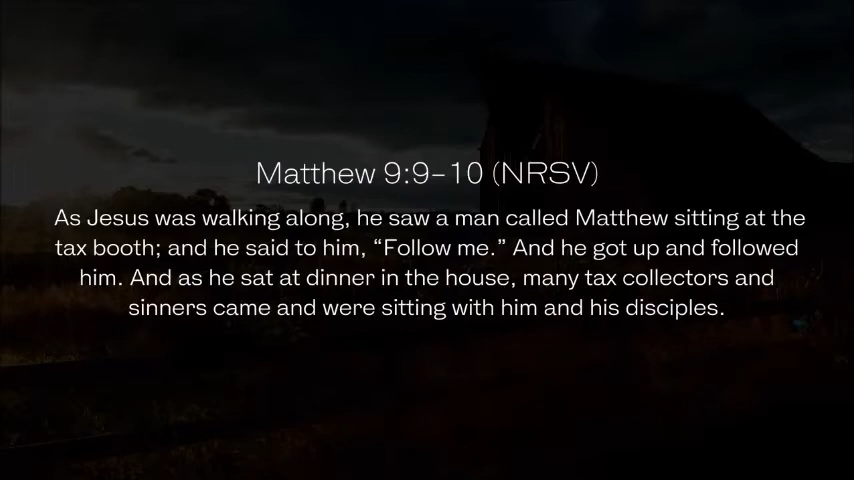 Matthew 9:9–10 (NRSV)
As Jesus was walking along, he saw a man called Matthew sitting at the
tax booth; and he said to him, “Follow me.” And he got up and followed
him. And as he sat at dinner in the house, many tax collectors and
sinners came and were sitting with him and his disciples.